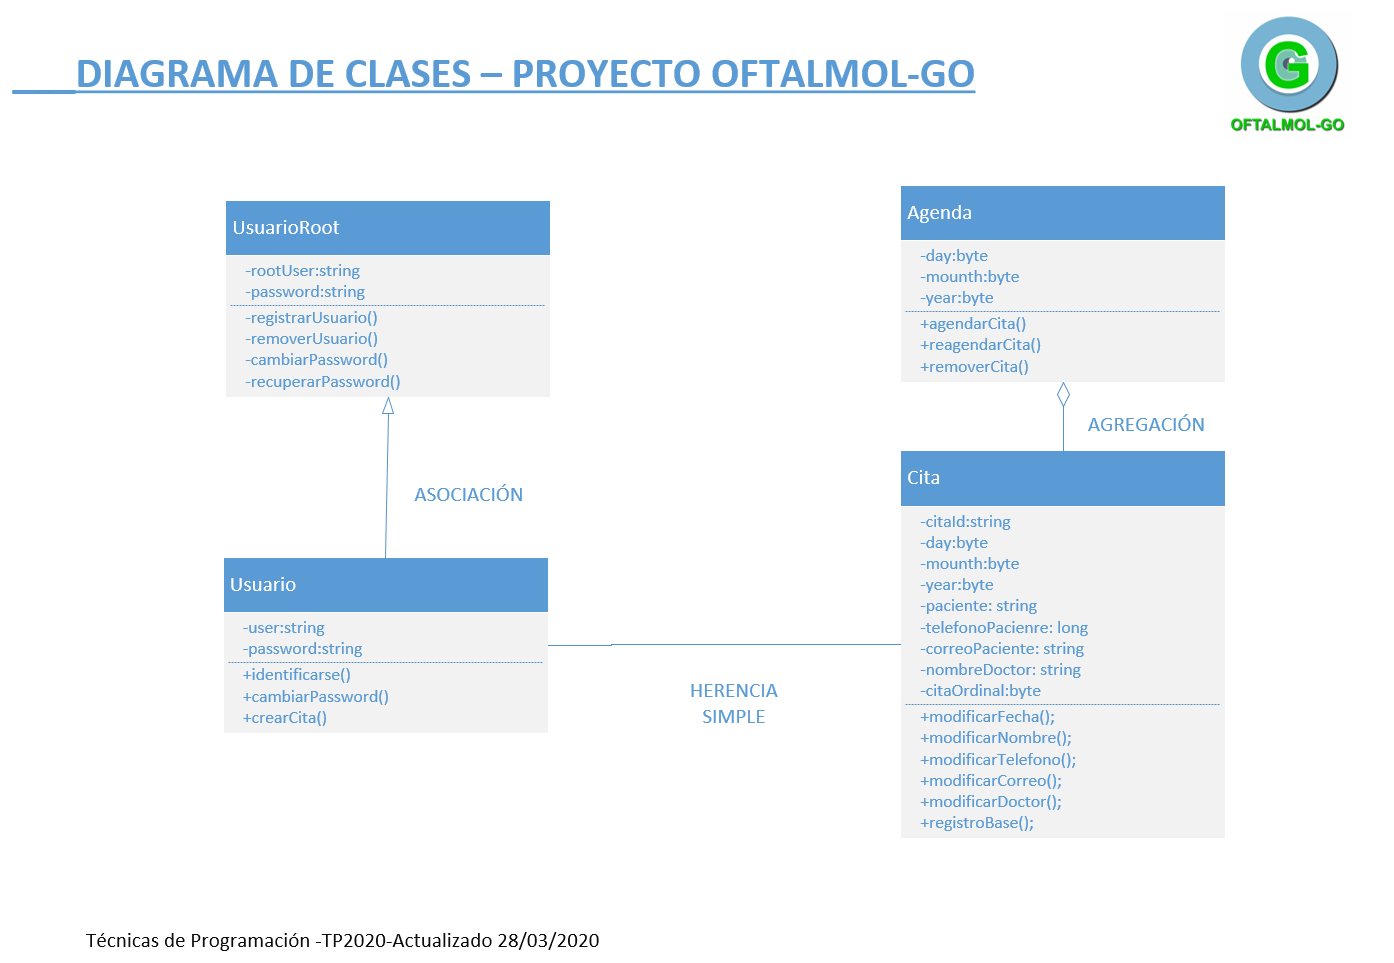 DIAGRAMA DE CLASES – PROYECTO OFTALMOL-GO
G
OFTALMOL-GO
UsuarioRoot
-rootUser:string
-password:string
-registrarUsuario()
-removerUsuario()
-cambiarPassword()
-recuperarPassword()
Agenda
-day:byte
-mounth:byte
-year:byte
+agendarCita()
+reagendarCita()
+removerCita()
ASOCIACIÓN
AGREGACIÓN
Usuario
-user:string
-password:string
+identificarse()
+cambiarPassword()
+crearCita()
HERENCIA
SIMPLE
Cita
-citaId:string
-day:byte
-mounth:byte
-year:byte
-paciente: string
-telefonoPacienre: long
-correoPaciente: string
-nombreDoctor: string
-citaOrdinal:byte
+modificarFecha();
+modificarNombre();
+modificarTelefono();
+modificarCorreo();
+modificarDoctor();
+registroBase();
Técnicas de Programación -TP2020-Actualizado 28/03/2020